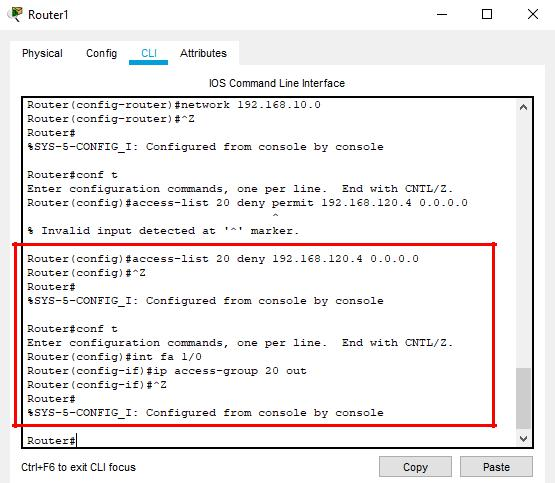 Router1
Physical Config CLI Attributes
IOS Command Line Interface
Router(config-router)#network 192.168.10.0
Router(config-router)#^Z
Router#
%SYS-5-CONFIG_I: Configured from console by console
Router#conf t
Enter configuration commands, one per line.  End with CNTL/Z.
Router(config)#access-list 20 deny permit 192.168.120.4 0.0.0.0
^
% Invalid input detected at '^' marker.
Router(config)#access-list 20 deny 192.168.120.4 0.0.0.0
Router(config)#^Z
Router#
%SYS-5-CONFIG_I: Configured from console by console
Router#conf t
Enter configuration commands, one per line.  End with CNTL/Z.
Router(config)#int fa 1/0
Router(config-if)#ip access-group 20 out
Router(config-if)#^Z
Router#
%SYS-5-CONFIG_I: Configured from console by console
Router#
Ctrl+F6 to exit CLI focus Copy Paste